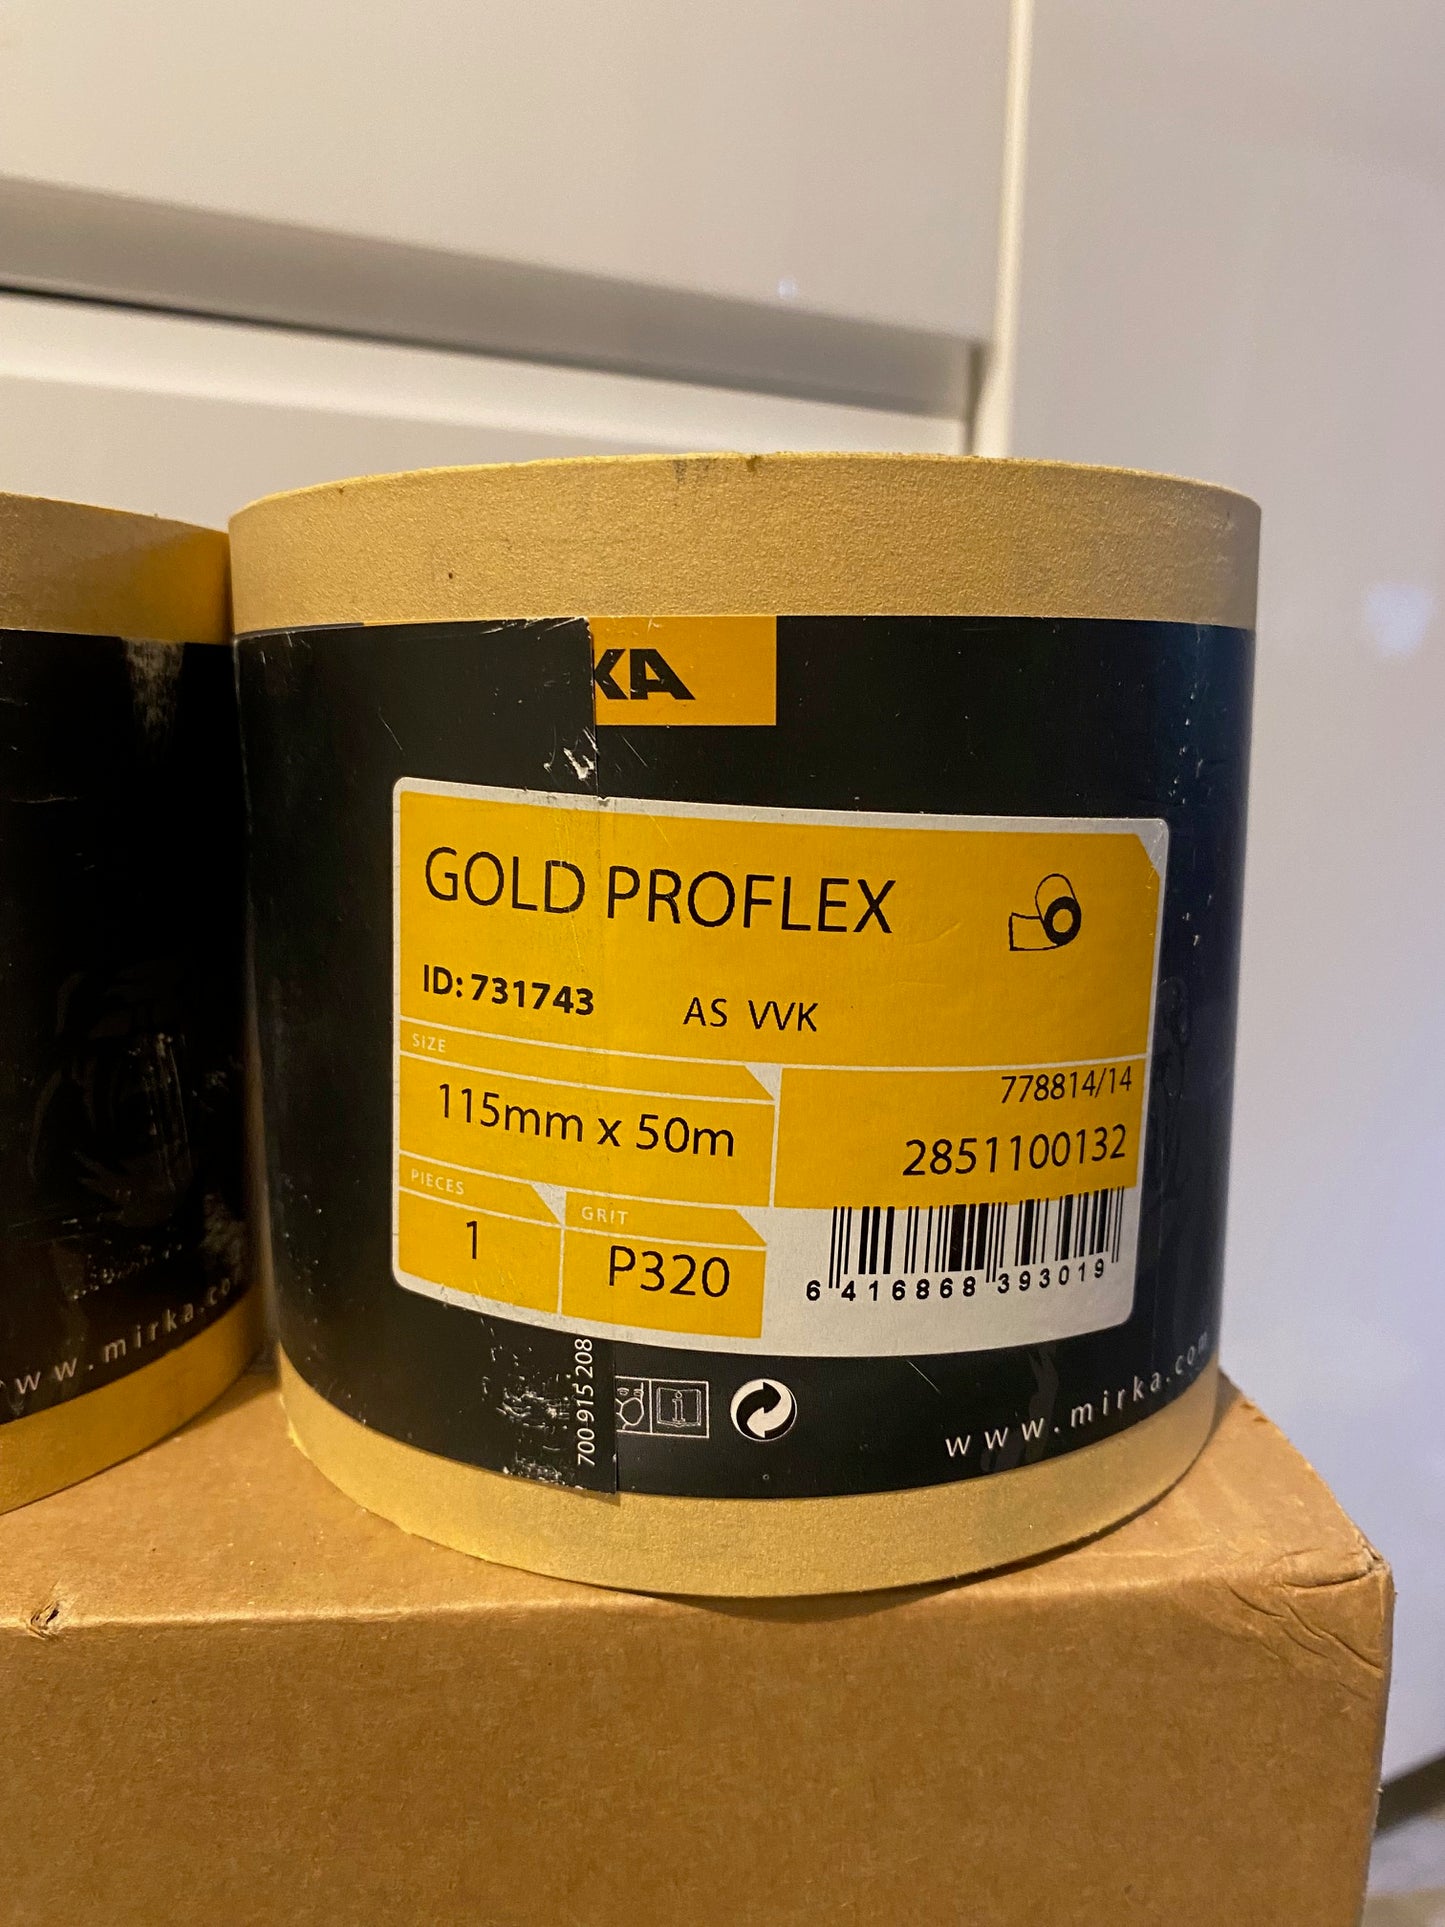 KA
GOLD PROFLEX
ID: 731743 AS VVK
SIZE
115mm x 50m
778814/14
2851100132
PIECES
1
GRIT
P320
6 416868 393019
700 915 208
www.mirka.com
ww.mirka.co